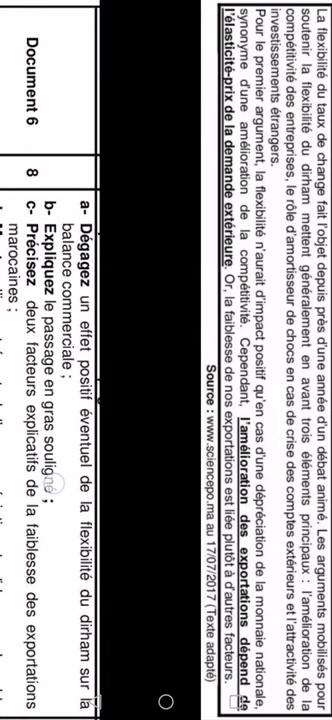 La flexibilité du taux de change fait l'objet depuis près d'une année d'un débat animé. Les arguments mobilisés pour
soutenir la flexibilité du dirham mettent généralement en avant trois éléments principaux : l'amélioration de la
compétitivité des entreprises, le rôle d'amortisseur de chocs en cas de crise des comptes extérieurs et l'attractivité des
investissements étrangers.
Pour le premier argument, la flexibilité n'aurait d'impact positif qu'en cas d'une dépréciation de la monnaie nationale,
synonyme d'une amélioration de la compétitivité. Cependant, l'amélioration des exportations dépend de
l'élasticité-prix de la demande extérieure. Or, la faiblesse de nos exportations est liée plutôt à d'autres facteurs.
Source : www.sciencepo.ma au 17/07/2017 (Texte adapté)
Document 6
8
a- Dégagez un effet positif éventuel de la flexibilité du dirham sur la
balance commerciale ;
b- Expliquez le passage en gras souligné ;
c- Précisez deux facteurs explicatifs de la faiblesse des exportations
marocaines ;